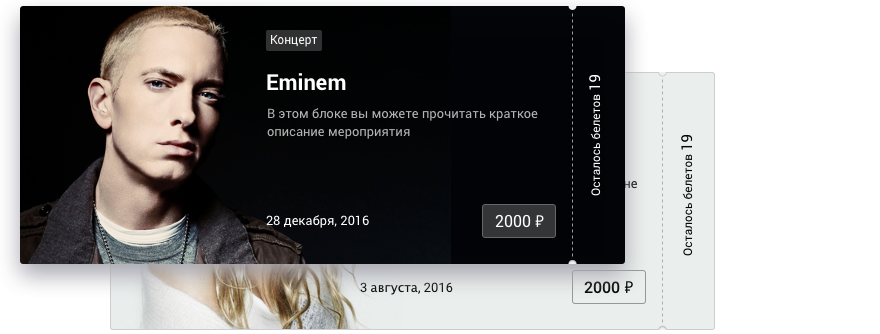 Концерт
Eminem
В этом блоке вы можете прочитать краткое
описание мероприятия
28 декабря, 2016
2000 ₽
Осталось белетов 19
не
3 августа, 2016
2000 ₽
Осталось белетов 19